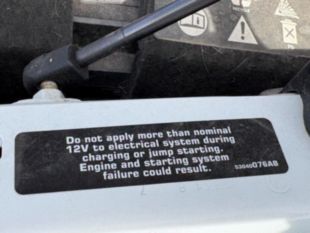 Do not apply more than nominal
12V to electrical system during
charging or jump starting.
Engine and starting system
failure could result.
53040076AB